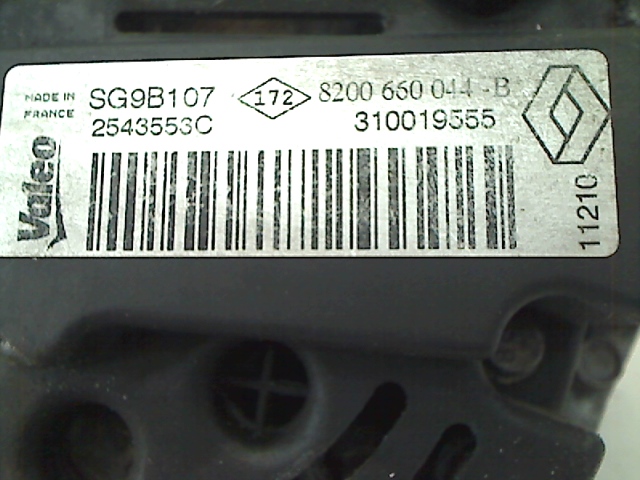 MADE IN
FRANCE
SG9B107
172
8200 660 044 -B
2543553C
310019555
Valeo
11210